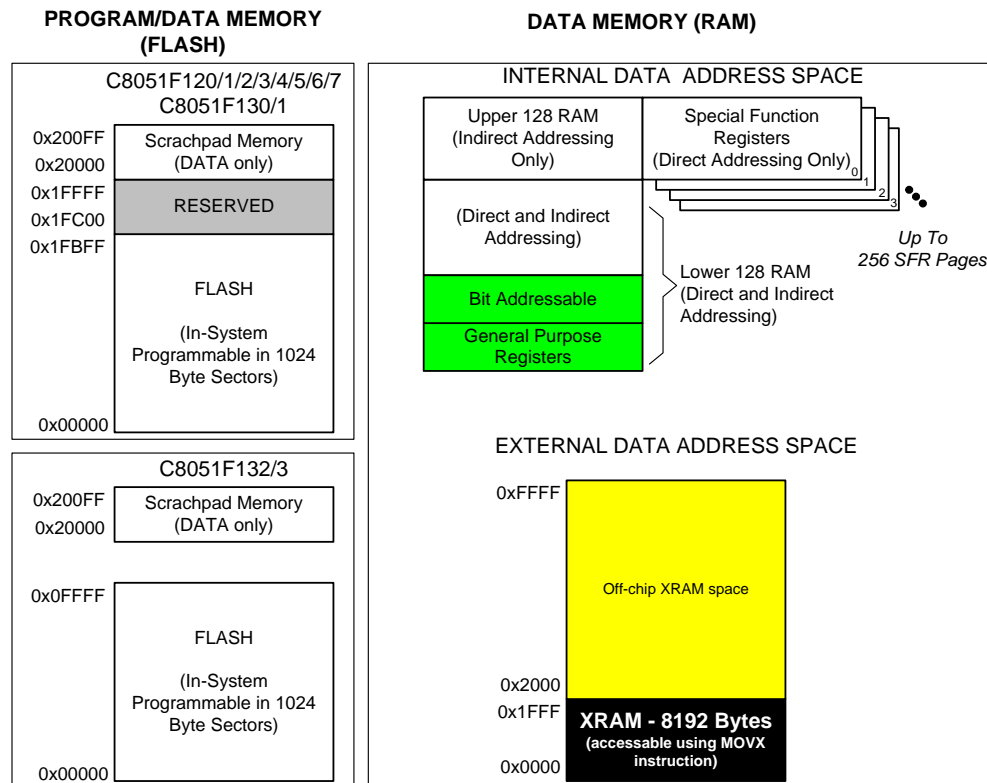 PROGRAM/DATA MEMORY
(FLASH)
C8051F120/1/2/3/4/5/6/7
C8051F130/1
0x200FF
0x20000
Scrachpad Memory
(DATA only)
0x1FFFF
0x1FC00
RESERVED
0x1FBFF
FLASH
(In-System
Programmable in 1024
Byte Sectors)
0x00000
C8051F132/3
0x200FF
0x20000
Scrachpad Memory
(DATA only)
0x0FFFF
FLASH
(In-System
Programmable in 1024
Byte Sectors)
0x00000
DATA MEMORY (RAM)
INTERNAL DATA ADDRESS SPACE
Upper 128 RAM
(Indirect Addressing
Only)
Special Function
Registers
(Direct Addressing Only)
0
1
2
3
Up To
256 SFR Pages
(Direct and Indirect
Addressing)
Bit Addressable
General Purpose
Registers
Lower 128 RAM
(Direct and Indirect
Addressing)
EXTERNAL DATA ADDRESS SPACE
0xFFFF
Off-chip XRAM space
0x2000
0x1FFF
XRAM - 8192 Bytes
(accessable using MOVX
instruction)
0x0000